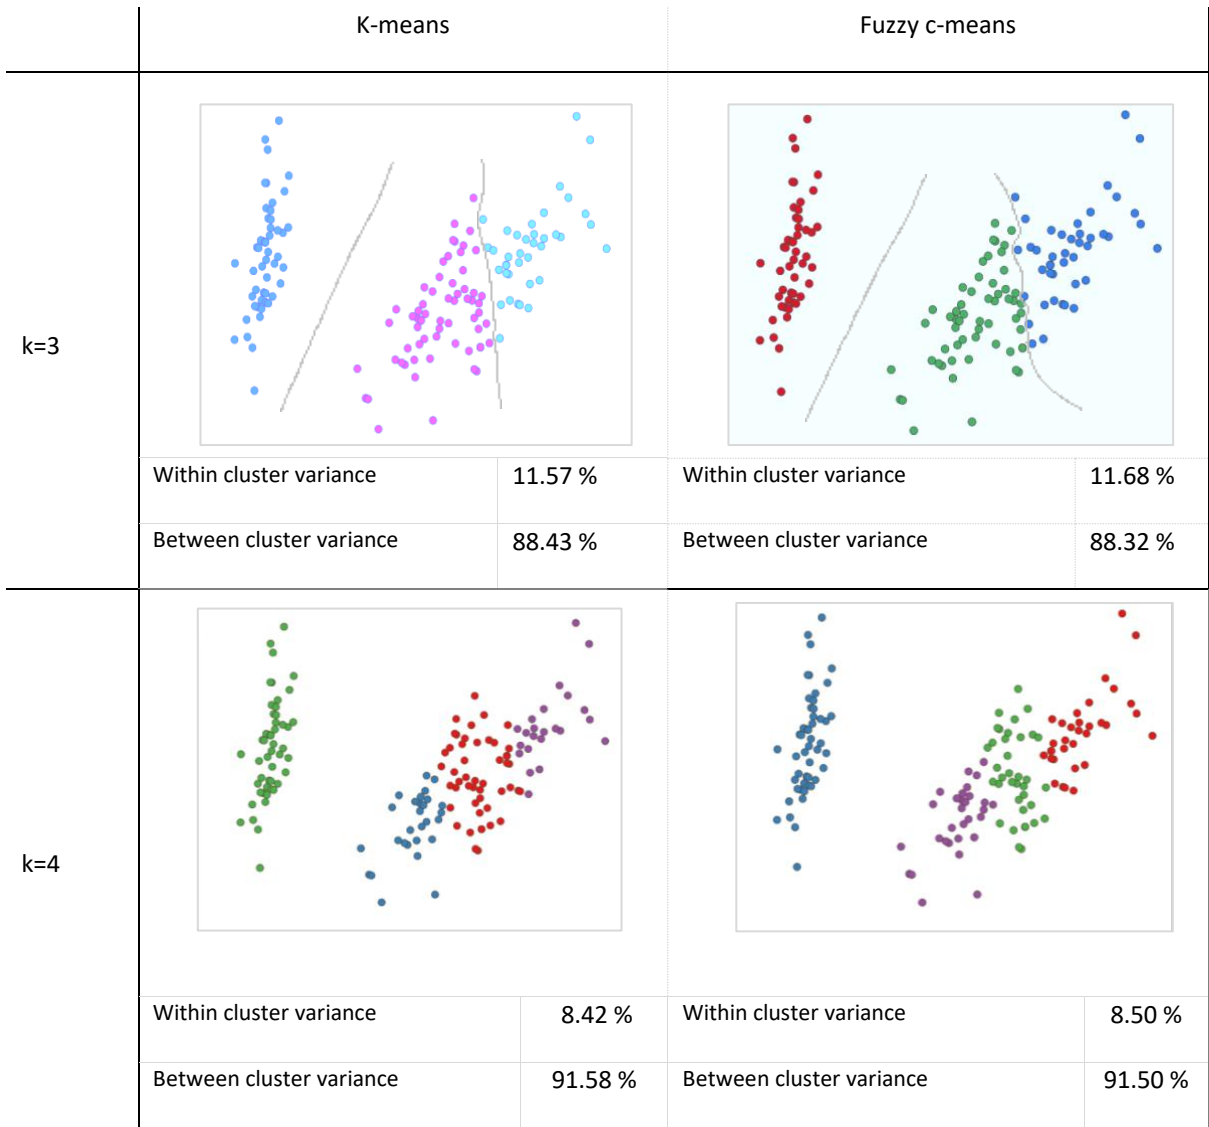 K-means
Fuzzy c-means
k=3
Within cluster variance
11.57 %
Within cluster variance
11.68 %
Between cluster variance
88.43 %
Between cluster variance
88.32 %
k=4
Within cluster variance
8.42 %
Within cluster variance
8.50 %
Between cluster variance
91.58 %
Between cluster variance
91.50 %